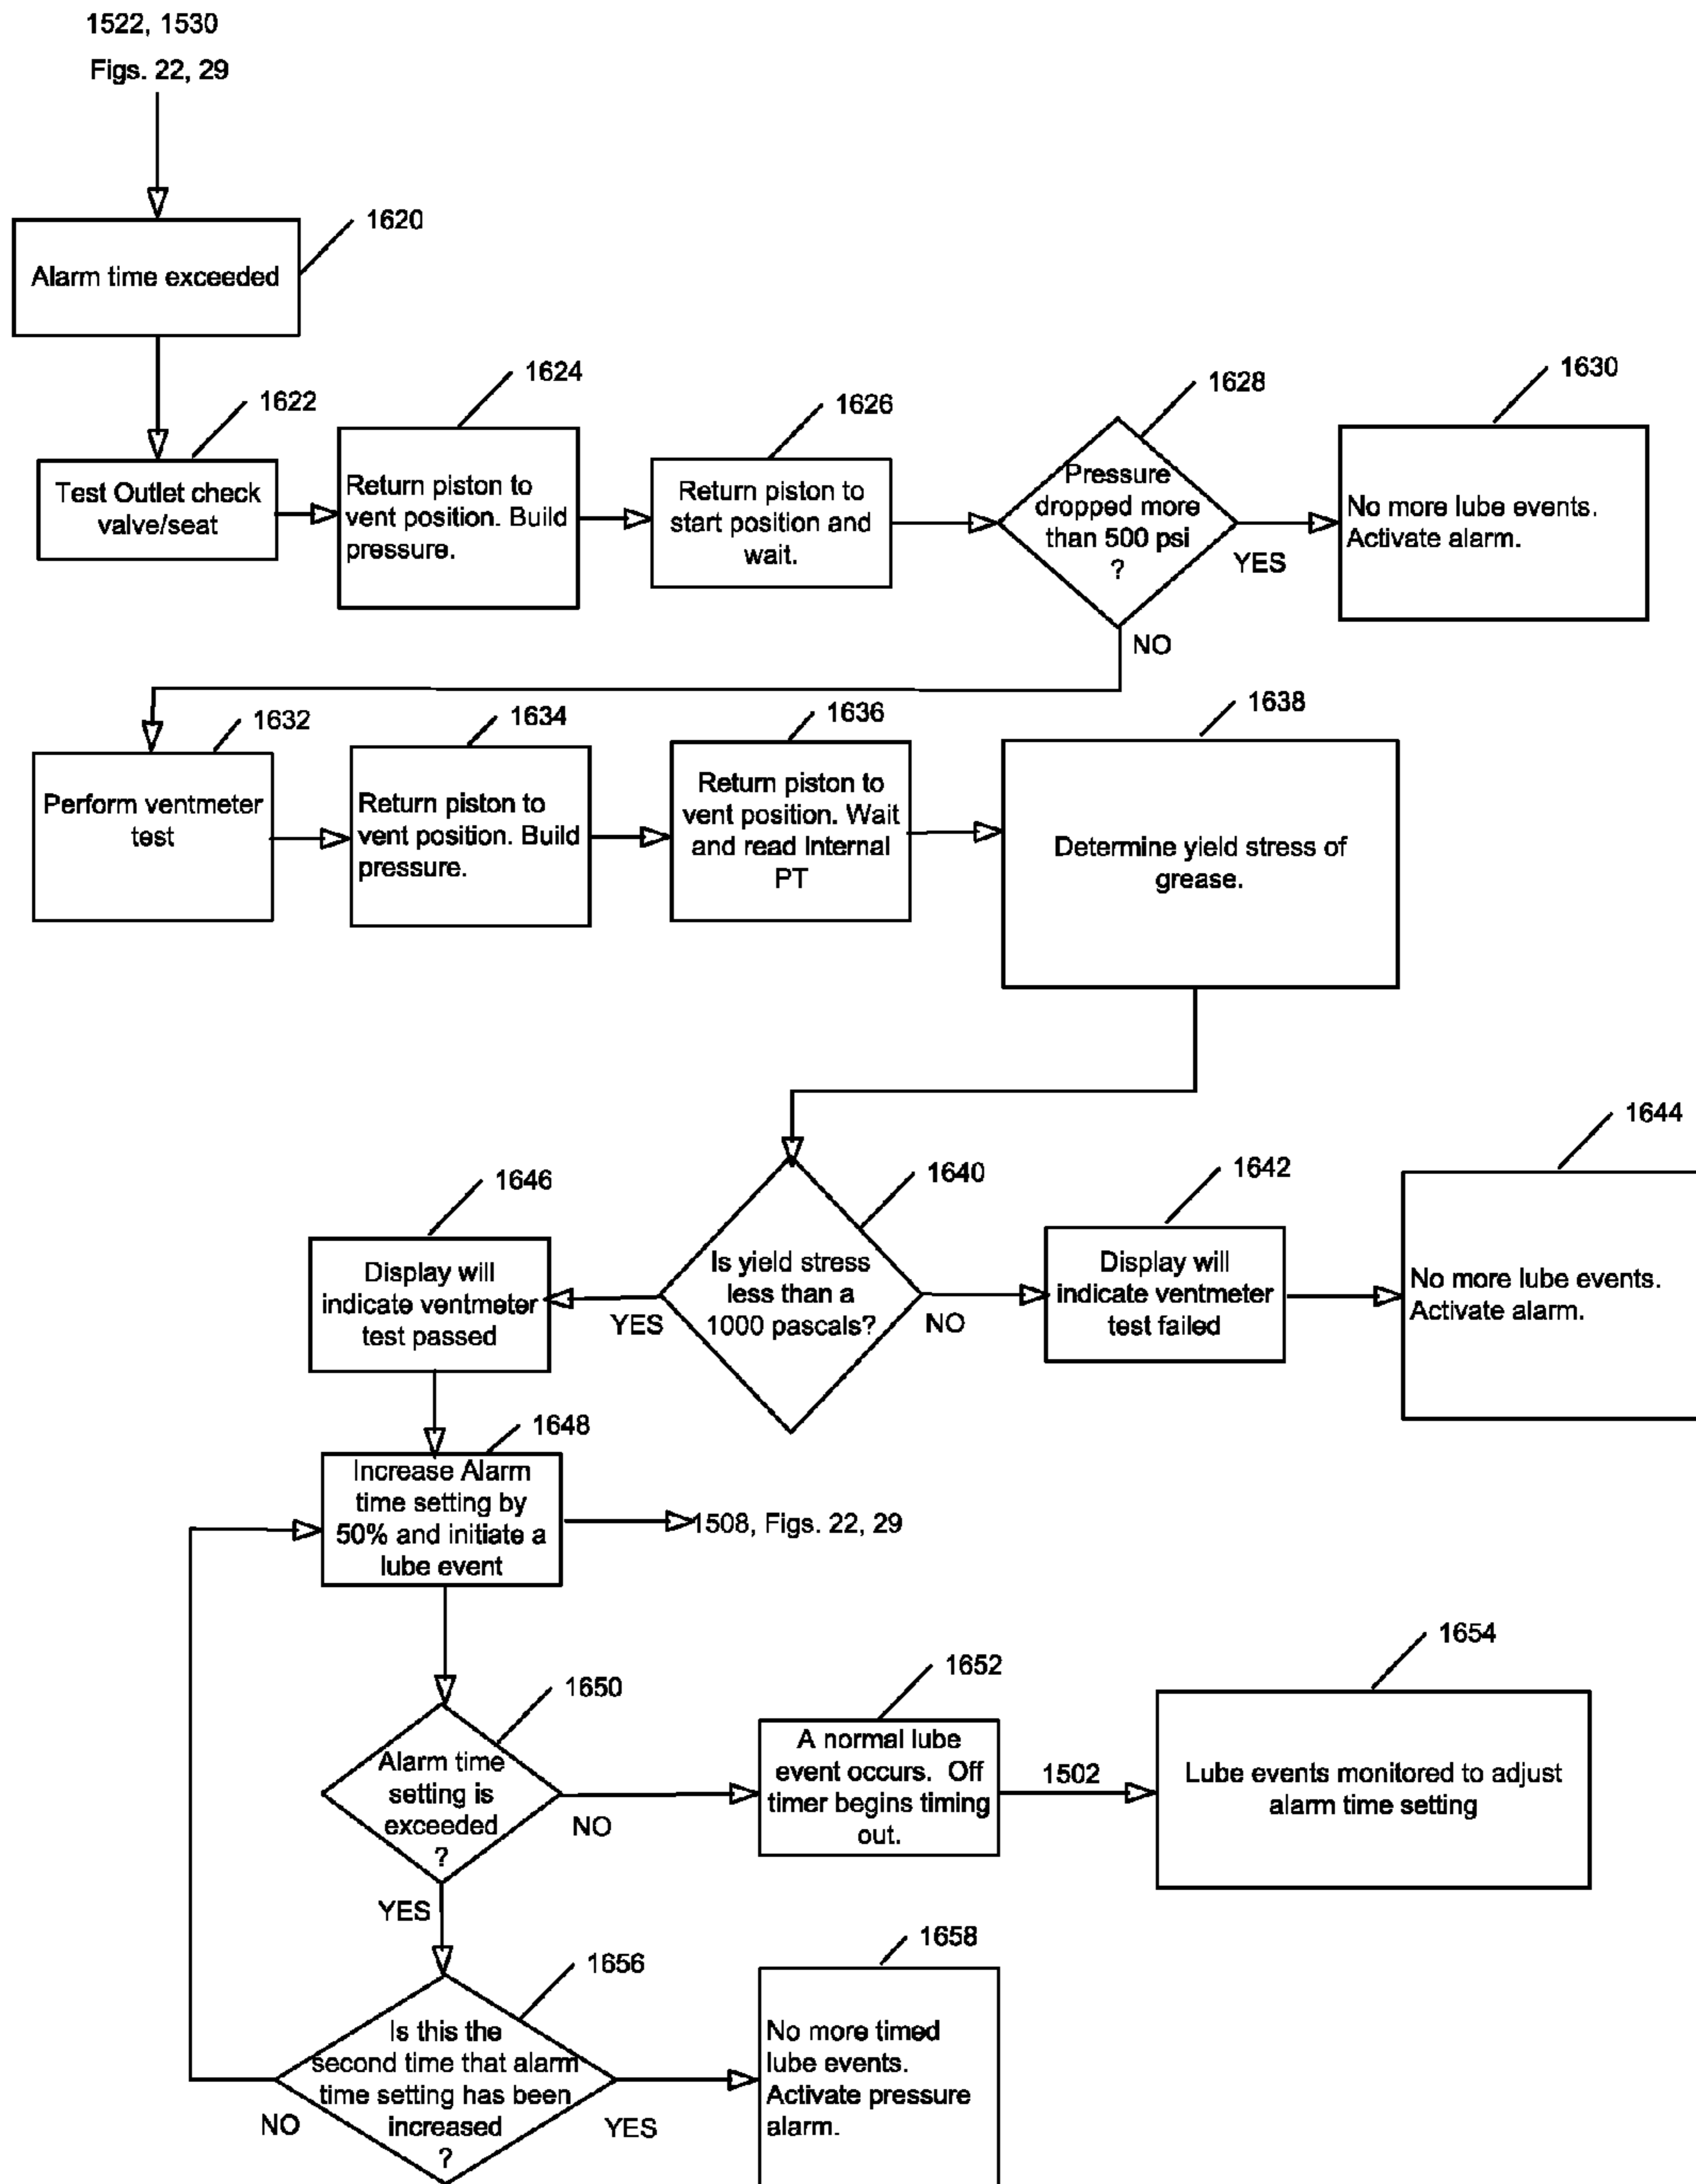 1522, 1530
Figs. 22, 29
1620
Alarm time exceeded
1622
Test Outlet check
valve/seat
1624
Return piston to
vent position. Build
pressure.
1626
Return piston to
start position and
wait.
1628
Pressure
dropped more
than 500 psi
?
YES
NO
1630
No more lube events.
Activate alarm.
1632
Perform ventmeter
test
1634
Return piston to
vent position. Build
pressure.
1636
Return piston to
vent position. Wait
and read Internal
PT
1638
Determine yield stress of
grease.
1640
Is yield stress
less than a
1000 pascals?
YES
NO
1642
Display will
indicate ventmeter
test failed
1644
No more lube events.
Activate alarm.
1646
Display will
indicate ventmeter
test passed
1648
Increase Alarm
time setting by
50% and initiate a
lube event
1508, Figs. 22, 29
1650
Alarm time
setting is
exceeded
?
NO
YES
1652
A normal lube
event occurs. Off
timer begins timing
out.
1502
1654
Lube events monitored to adjust
alarm time setting
1656
Is this the
second time that alarm
time setting has been
increased
?
NO
YES
1658
No more timed
lube events.
Activate pressure
alarm.